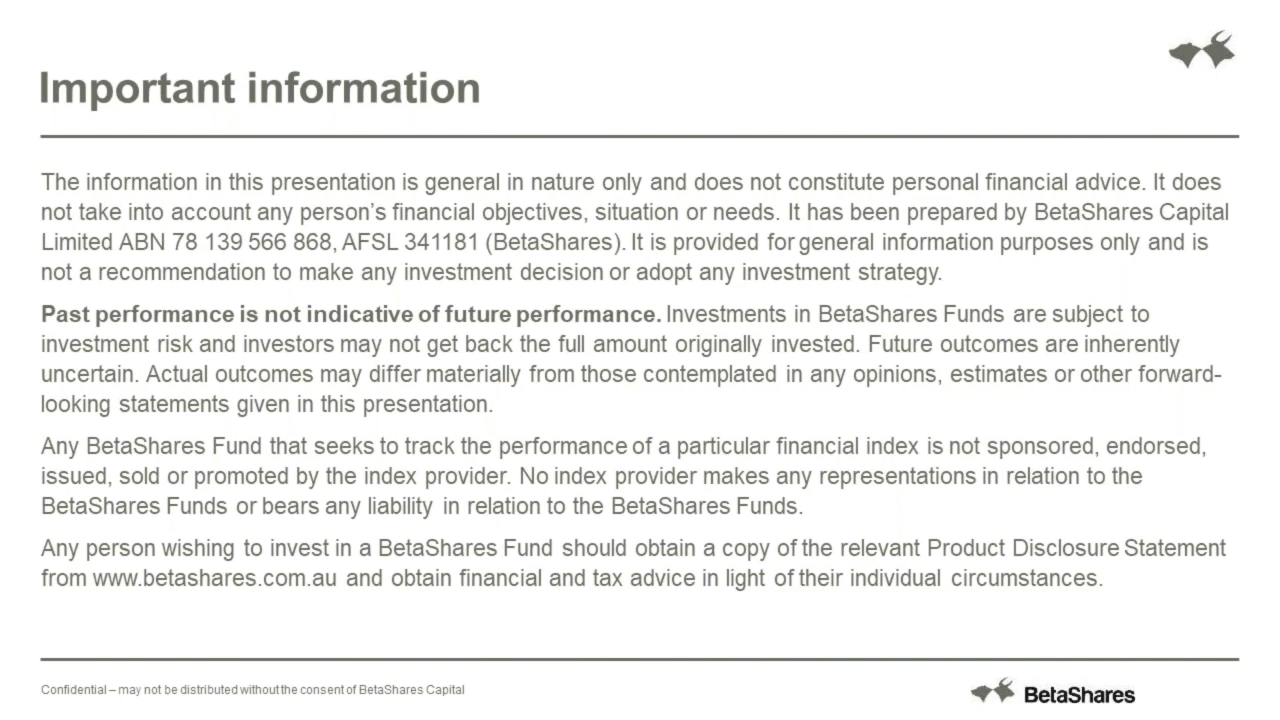 Important information
The information in this presentation is general in nature only and does not constitute personal financial advice. It does
not take into account any person's financial objectives, situation or needs. It has been prepared by BetaShares Capital
Limited ABN 78 139 566 868, AFSL 341181 (BetaShares). It is provided for general information purposes only and is
not a recommendation to make any investment decision or adopt any investment strategy.
Past performance is not indicative of future performance. Investments in BetaShares Funds are subject to
investment risk and investors may not get back the full amount originally invested. Future outcomes are inherently
uncertain. Actual outcomes may differ materially from those contemplated in any opinions, estimates or other forward-
looking statements given in this presentation.
Any BetaShares Fund that seeks to track the performance of a particular financial index is not sponsored, endorsed,
issued, sold or promoted by the index provider. No index provider makes any representations in relation to the
BetaShares Funds or bears any liability in relation to the BetaShares Funds.
Any person wishing to invest in a BetaShares Fund should obtain a copy of the relevant Product Disclosure Statement
from www.betashares.com.au and obtain financial and tax advice in light of their individual circumstances.
Confidential – may not be distributed without the consent of BetaShares Capital
BetaShares